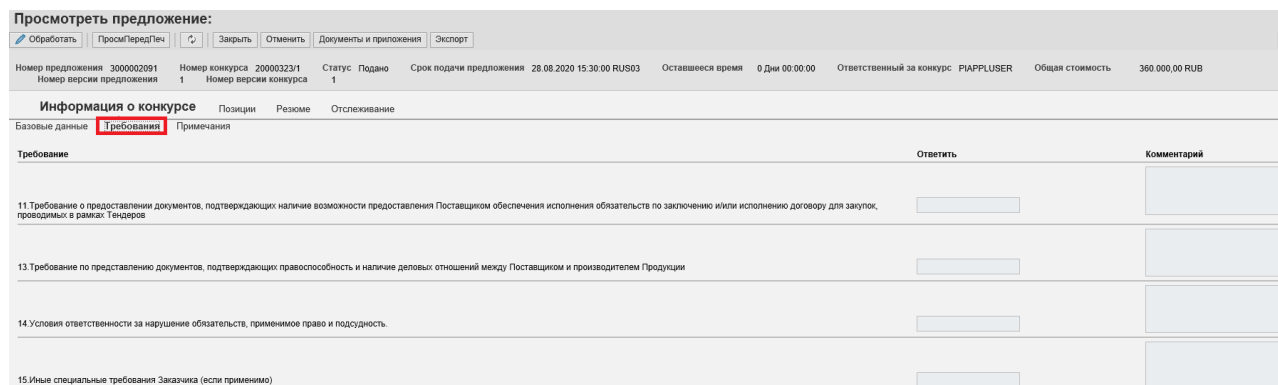 Просмотреть предложение:
Обработать ПросмПередПеч Закрыть Отменить Документы и приложения Экспорт
Номер предложения 3000002091 Номер конкурса 20000323/1 Статус Подано Срок подачи предложения 28.08.2020 15:30:00 RUS03 Оставшееся время 0 Дни 00:00:00 Ответственный за конкурс PIAPPLUSER Общая стоимость 360.000,00 RUB
Номер версии предложения 1 Номер версии конкурса 1
Информация о конкурсе Позиции Резюме Отслеживание
Базовые данные Требования Примечания
Требование Ответить Комментарий
11.Требование о предоставлении документов, подтверждающих наличие возможности предоставления Поставщиком обеспечения исполнения обязательств по заключению и/или исполнению договору для закупок,
проводимых в рамках Тендеров
13.Требование по представлению документов, подтверждающих правоспособность и наличие деловых отношений между Поставщиком и производителем Продукции
14.Условия ответственности за нарушение обязательств, применимое право и подсудность.
15.Иные специальные требования Заказчика (если применимо)